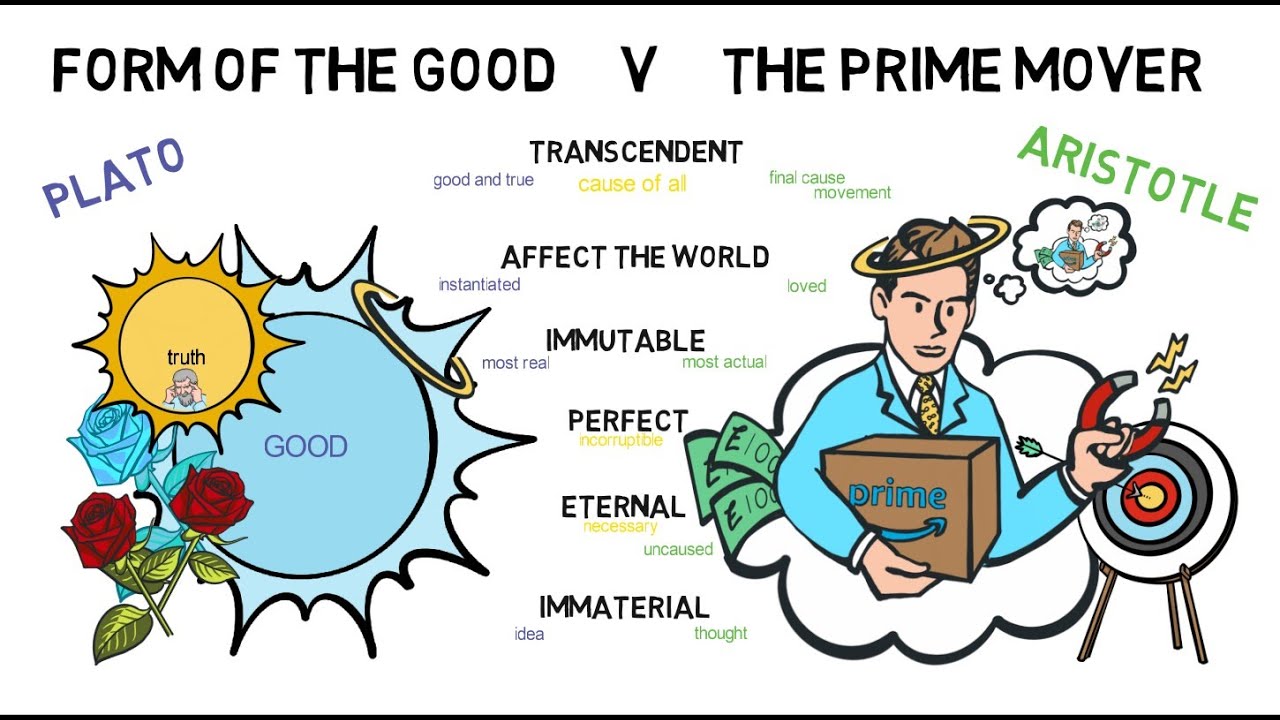 FORM OF THE GOOD V THE PRIME MOVER
PLATO
ARISTOTLE
TRANSCENDENT
good and true cause of all final cause
movement
AFFECT THE WORLD
instantiated loved
IMMUTABLE
most real most actual
truth
GOOD
PERFECT
incorruptible
£100
£100
£100
prime
ETERNAL
necessary
uncaused
IMMATERIAL
idea thought